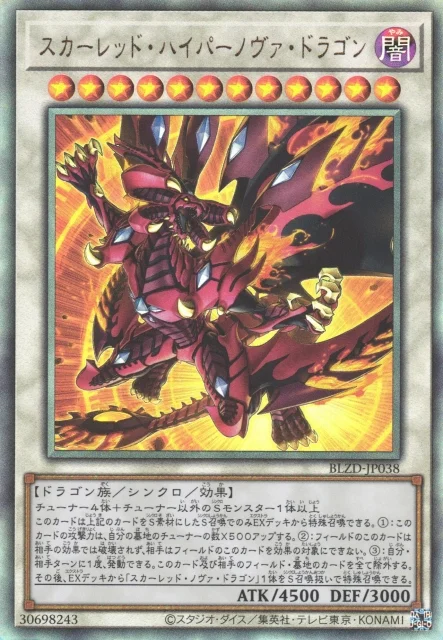 スカーレッド・ハイパーノヴァ・ドラゴン
闇
BLZD-JP038
【ドラゴン族／シンクロ／効果】
チューナー4体＋チューナー以外のSモンスター1体以上
このカードは上記のカードをS素材にしたS召喚でのみEXデッキから特殊召喚できる。①：この
カードの攻撃力は、自分の墓地のチューナーの数×500アップする。②：フィールドのこのカードは
相手の効果では破壊されず、相手はフィールドのこのカードを効果の対象にできない。③：自分・
相手ターンに1度、発動できる。このカード及び相手のフィールド・墓地のカードを全て除外する。
その後、EXデッキから「スカーレッド・ノヴァ・ドラゴン」1体をS召喚扱いで特殊召喚できる。
ATK/4500 DEF/3000
30698243 ©スタジオ・ダイス／集英社・テレビ東京・KONAMI